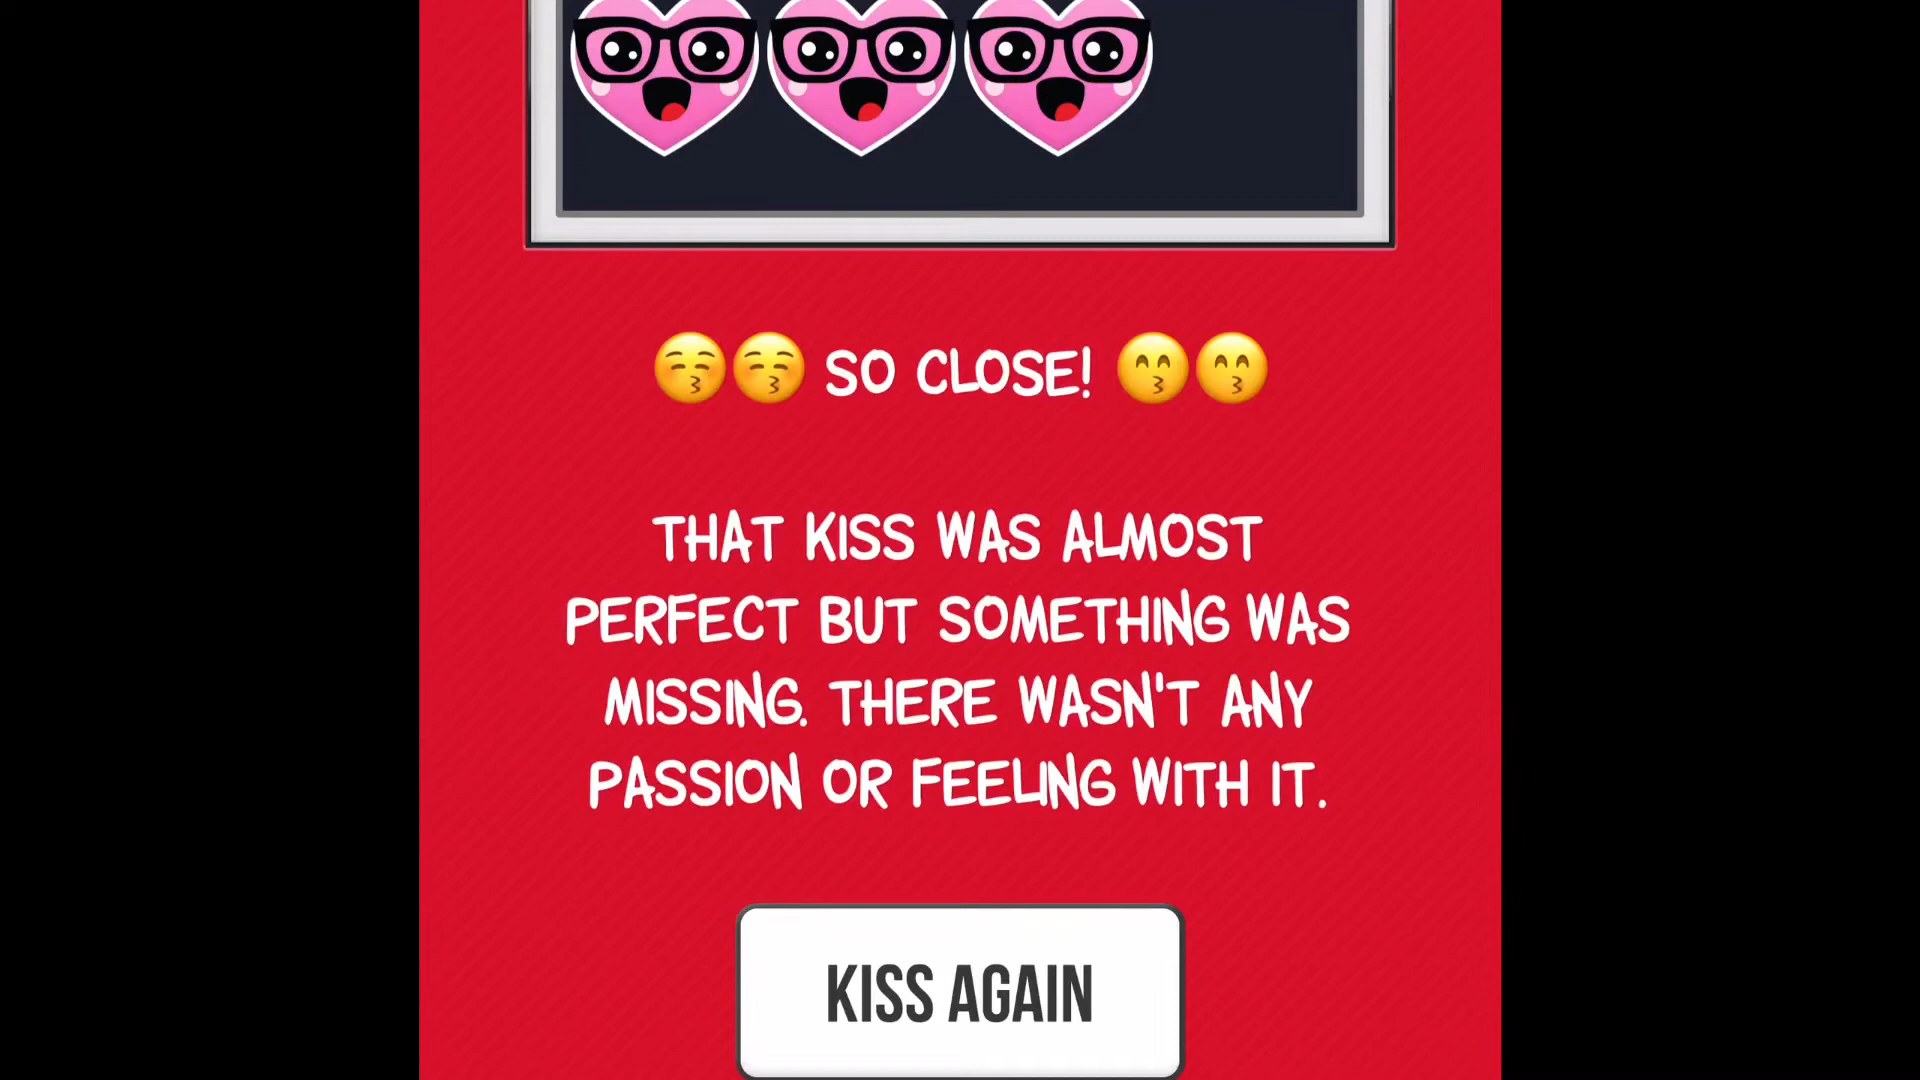 SO CLOSE!
THAT KISS WAS ALMOST
PERFECT BUT SOMETHING WAS
MISSING. THERE WASN'T ANY
PASSION OR FEELING WITH IT.
KISS AGAIN